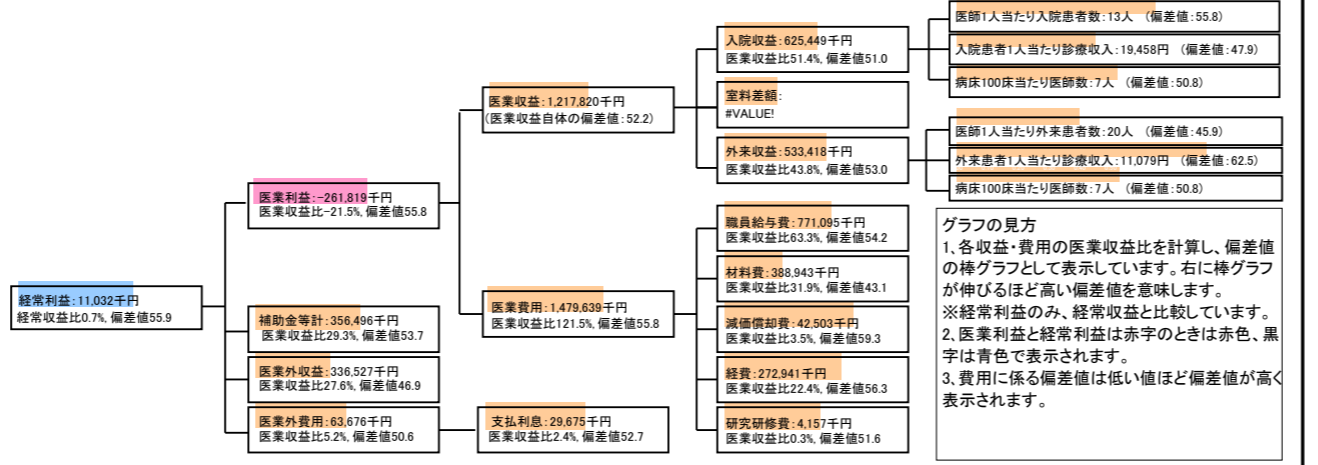 経常利益:11,032千円
経常収益比0.7%, 偏差値55.9
医業利益:-261,819千円
医業収益比-21.5%, 偏差値55.8
補助金等計:356,496千円
医業収益比29.3%, 偏差値53.7
医業外収益:336,527千円
医業収益比27.6%, 偏差値46.9
医業外費用:63,676千円
医業収益比5.2%, 偏差値50.6
医業収益:1,217,820千円
(医業収益自体の偏差値:52.2)
医業費用:1,479,639千円
医業収益比121.5%, 偏差値55.8
支払利息:29,675千円
医業収益比2.4%, 偏差値52.7
入院収益:625,449千円
医業収益比51.4%, 偏差値51.0
室料差額:
#VALUE!
外来収益:533,418千円
医業収益比43.8%, 偏差値53.0
職員給与費:771,095千円
医業収益比63.3%, 偏差値54.2
材料費:388,943千円
医業収益比31.9%, 偏差値43.1
減価償却費:42,503千円
医業収益比3.5%, 偏差値59.3
経費:272,941千円
医業収益比22.4%, 偏差値56.3
研究研修費:4,157千円
医業収益比0.3%, 偏差値51.6
医師1人当たり入院患者数:13人 (偏差値:55.8)
入院患者1人当たり診療収入:19,458円 (偏差値:47.9)
病床100床当たり医師数:7人 (偏差値:50.8)
医師1人当たり外来患者数:20人 (偏差値:45.9)
外来患者1人当たり診療収入:11,079円 (偏差値:62.5)
病床100床当たり医師数:7人 (偏差値:50.8)
グラフの見方
1、各収益・費用の医業収益比を計算し、偏差値
の棒グラフとして表示しています。右に棒グラフ
が伸びるほど高い偏差値を意味します。
※経常利益のみ、経常収益と比較しています。
2、医業利益と経常利益は赤字のときは赤色、黒
字は青色で表示されます。
3、費用に係る偏差値は低い値ほど偏差値が高く
表示されます。